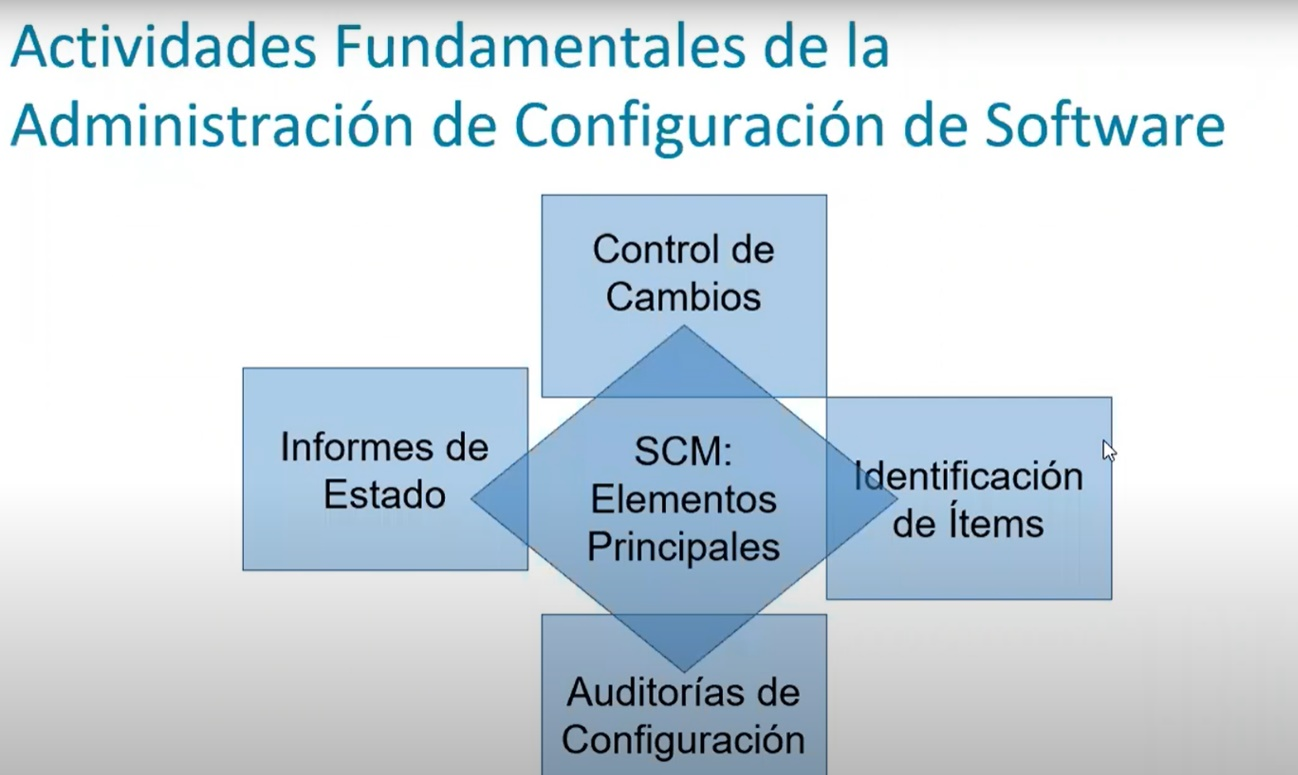 Actividades Fundamentales de la
Administración de Configuración de Software
Control de
Cambios
Informes de
Estado
SCM:
Elementos
Principales
Identificación
de Ítems
Auditorías de
Configuración